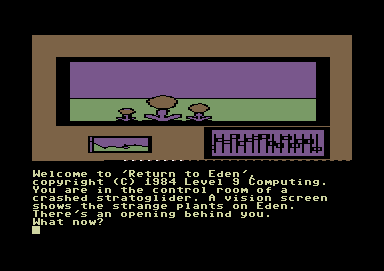 Welcome to 'Return to Eden',
copyright (C) 1984 Level 9 Computing.
You are in the control room of a
crashed stratoglider. A vision screen
shows the strange plants on Eden.
There's an opening behind you.
What now?